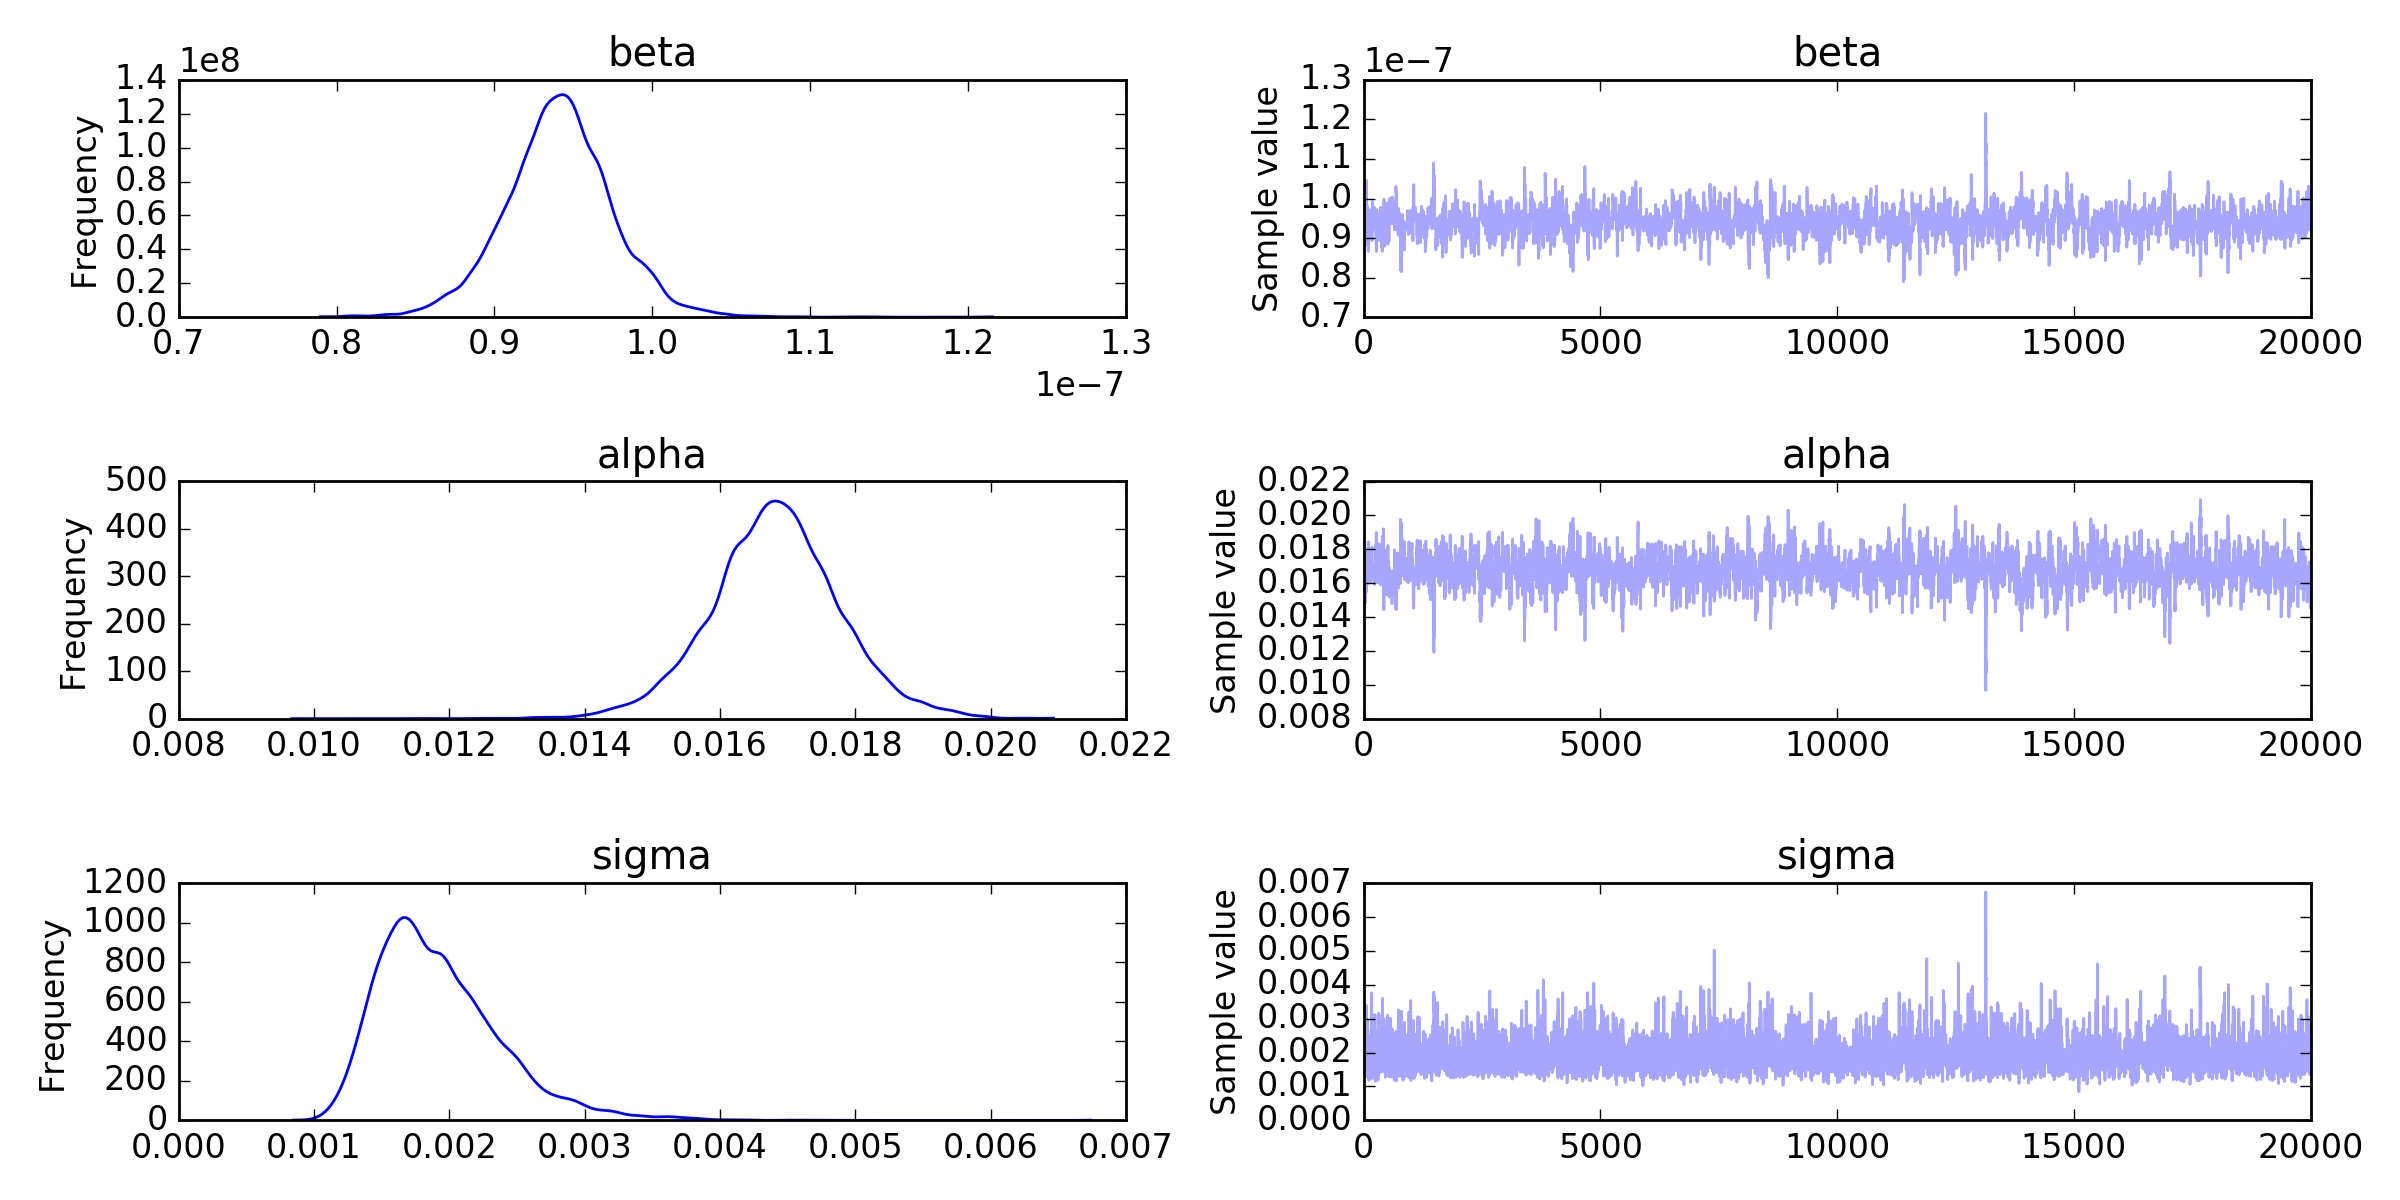 beta
1e8
1.4
1.2
1.0
0.8
0.6
0.4
0.2
0.0
Frequency
0.7 0.8 0.9 1.0 1.1 1.2 1.3
1e−7
beta
1e−7
1.3
1.2
1.1
1.0
0.9
0.8
0.7
Sample value
0 5000 10000 15000 20000
alpha
500
400
300
200
100
0
Frequency
0.008 0.010 0.012 0.014 0.016 0.018 0.020 0.022
alpha
0.022
0.020
0.018
0.016
0.014
0.012
0.010
0.008
Sample value
0 5000 10000 15000 20000
sigma
1200
1000
800
600
400
200
0
Frequency
0.000 0.001 0.002 0.003 0.004 0.005 0.006 0.007
sigma
0.007
0.006
0.005
0.004
0.003
0.002
0.001
0.000
Sample value
0 5000 10000 15000 20000